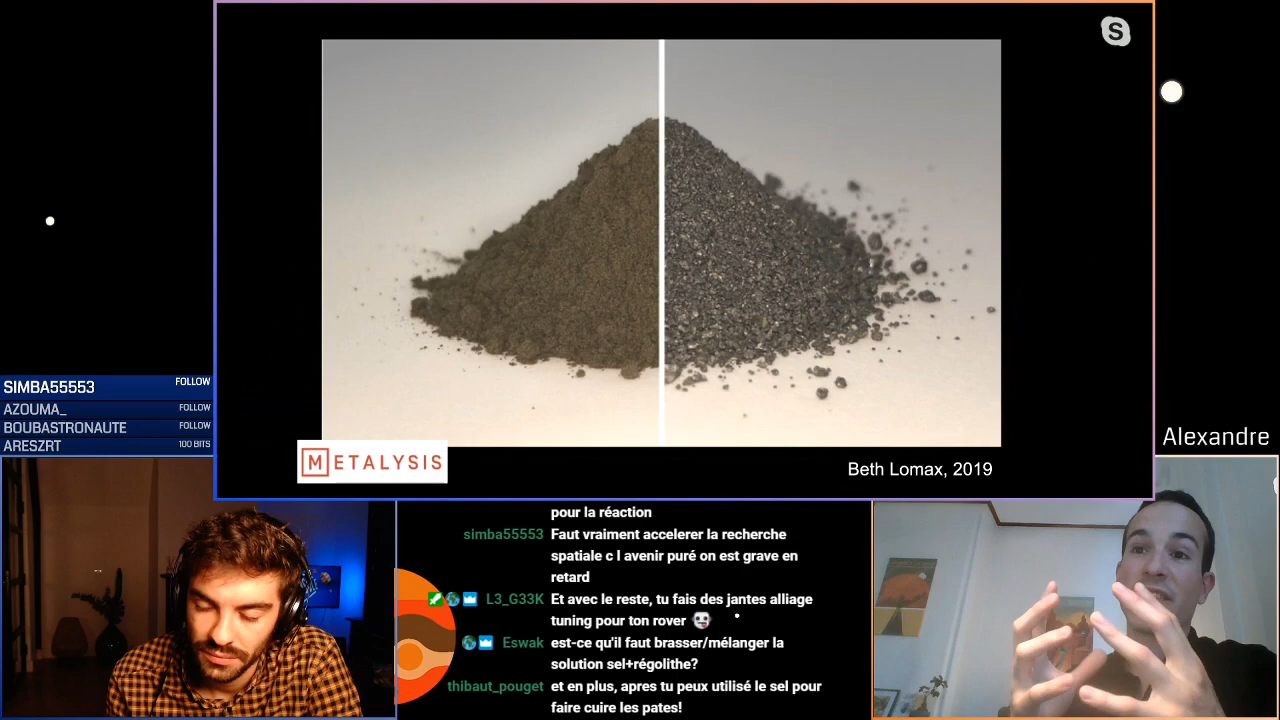 S
METALYSIS
Beth Lomax, 2019
SIMBA55553 FOLLOW
AZOUMA_ FOLLOW
BOUBASTRONAUTE FOLLOW
ARESZRT 100 BITS
Alexandre
pour la réaction
simba55553 Faut vraiment accelerer la recherche
spatiale c l avenir puré on est grave en
retard
L3_G33K Et avec le reste, tu fais des jantes alliage
tuning pour ton rover
Eswak est-ce qu'il faut brasser/mélanger la
solution sel+régolithe?
thibaut_pouget et en plus, apres tu peux utilisé le sel pour
faire cuire les pates!